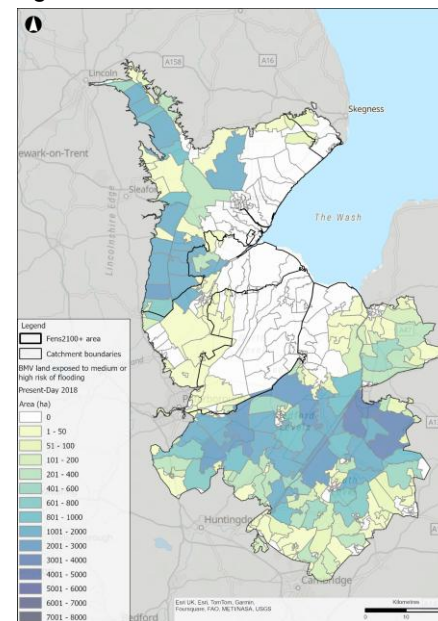 A158
A16
Lincoln
Skegness
ewark-on-Trent
Sleafo
Lincolnshire Edge
The Wash
Legend
Fens2100+ area
Catchment boundaries
BMV land exposed to medium or
high risk of flooding
Present-Day 2018
Area (ha)
0
1 - 50
51 - 100
101 - 200
201 - 400
401 - 600
601 - 800
801 - 1000
1001 - 2000
2001 - 3000
3001 - 4000
4001 - 5000
5001 - 6000
6001 - 7000
7001 - 8000
Huntingd
Cambridge
edford
Esri UK, Esri, TomTom, Garmin,
Foursquare, FAO, METI/NASA, USGS
Kilometres
0
10